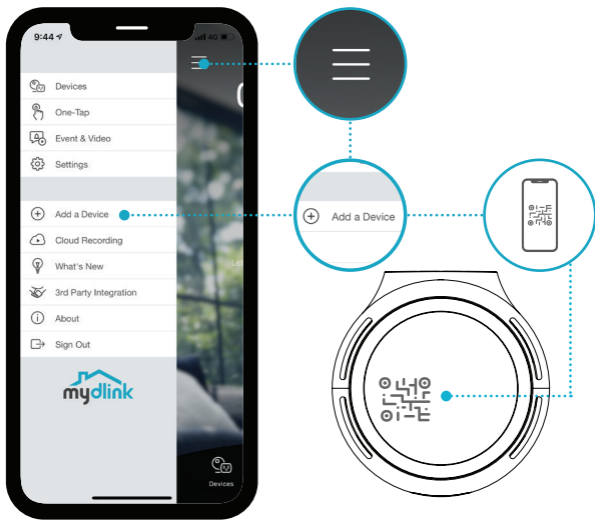 9:44
4G
Devices
One-Tap
Event & Video
Settings
Add a Device
Cloud Recording
What's New
3rd Party Integration
About
Sign Out
mydlink
Devices
Add a Device